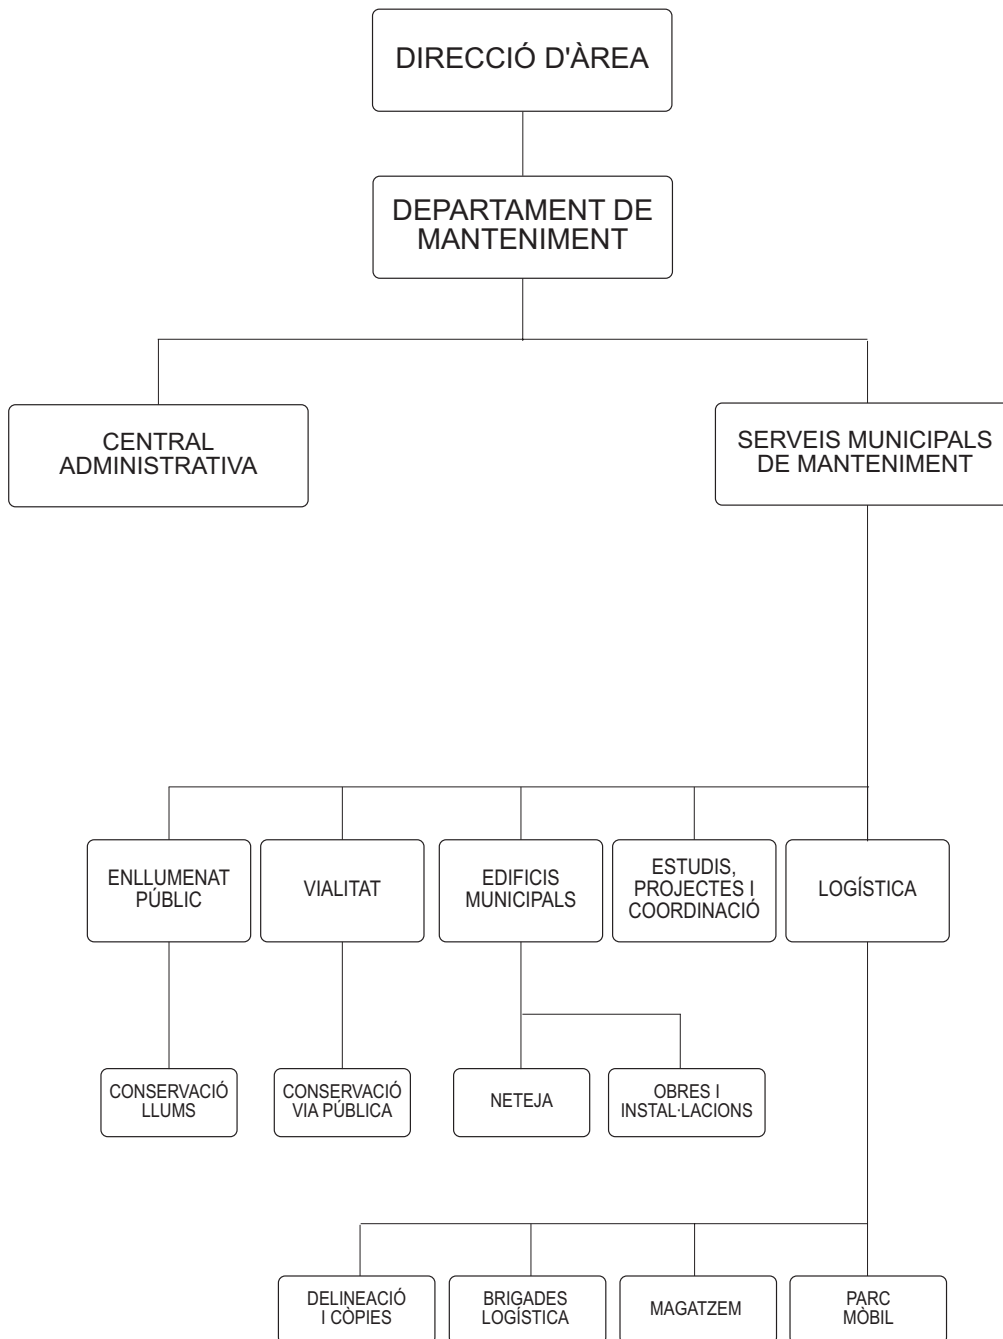 DIRECCIÓ D'ÀREA
DEPARTAMENT DE
MANTENIMENT
CENTRAL
ADMINISTRATIVA
SERVEIS MUNICIPALS
DE MANTENIMENT
ENLLUMENAT
PÚBLIC
VIALITAT
EDIFICIS
MUNICIPALS
ESTUDIS,
PROJECTES I
COORDINACIÓ
LOGÍSTICA
CONSERVACIÓ
LLUMS
CONSERVACIÓ
VIA PÚBLICA
NETEJA
OBRES I
INSTAL·LACIONS
DELINEACIÓ
I CÒPIES
BRIGADES
LOGÍSTICA
MAGATZEM
PARC
MÒBIL